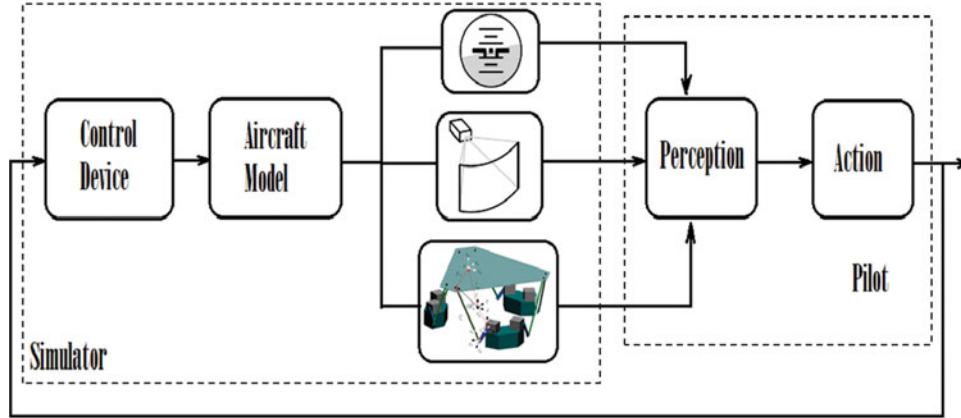 Control
Device
Aircraft
Model
Perception
Action
Pilot
Simulator